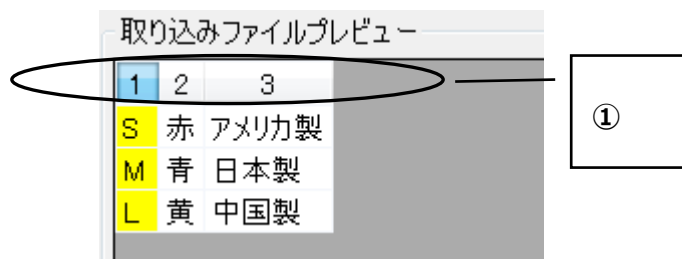 取り込みファイルプレビュー
1 2 3
S 赤 アメリカ製
M 青 日本製
L 黄 中国製
①